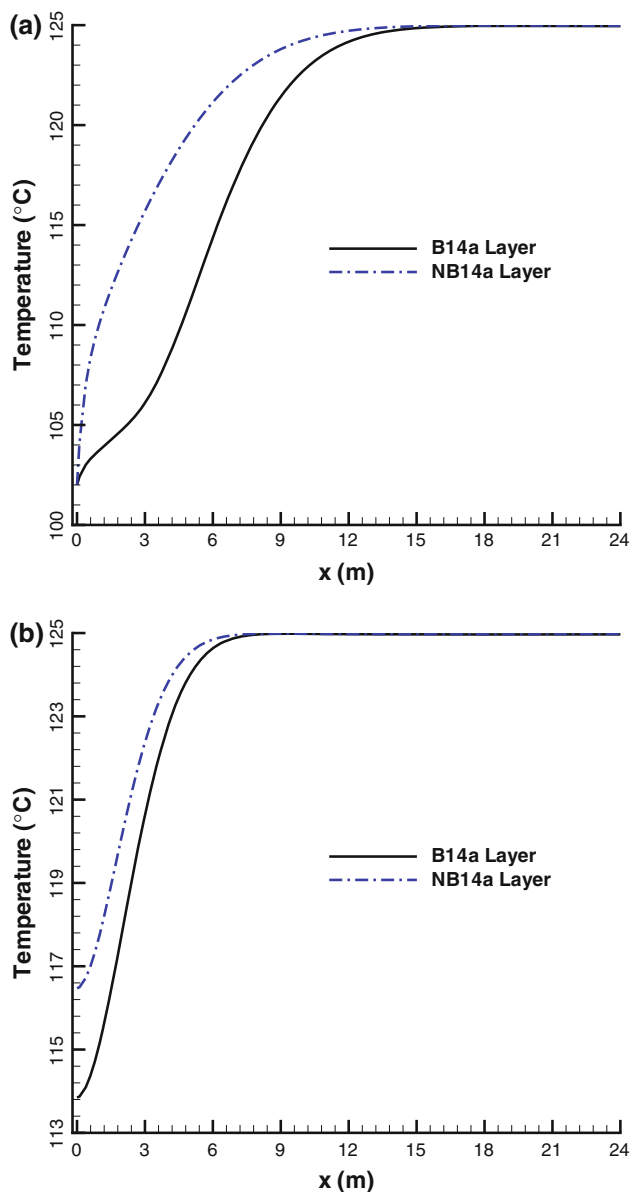 (a)
125
120
115
110
105
100
Temperature (°C)
B14a Layer
NB14a Layer
0 3 6 9 12 15 18 21 24
x (m)
(b)
125
123
121
119
117
115
113
Temperature (°C)
B14a Layer
NB14a Layer
0 3 6 9 12 15 18 21 24
x (m)